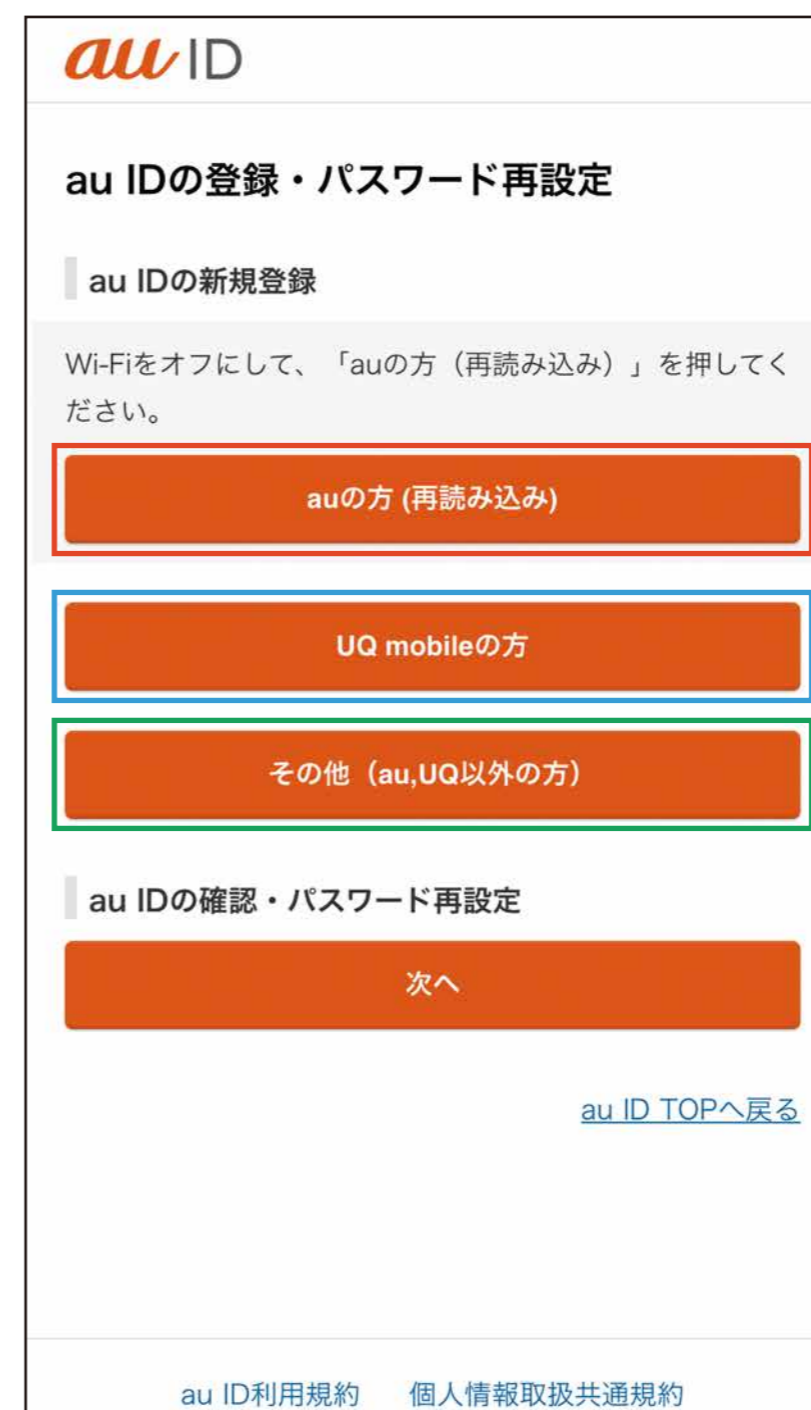 au ID
au IDの登録・パスワード再設定
au IDの新規登録
Wi-Fiをオフにして、「auの方（再読み込み）」を押してく
ださい。
auの方 (再読み込み)
UQ mobileの方
その他（au,UQ以外の方）
au IDの確認・パスワード再設定
次へ
au ID TOPへ戻る
au ID利用規約　個人情報取扱共通規約